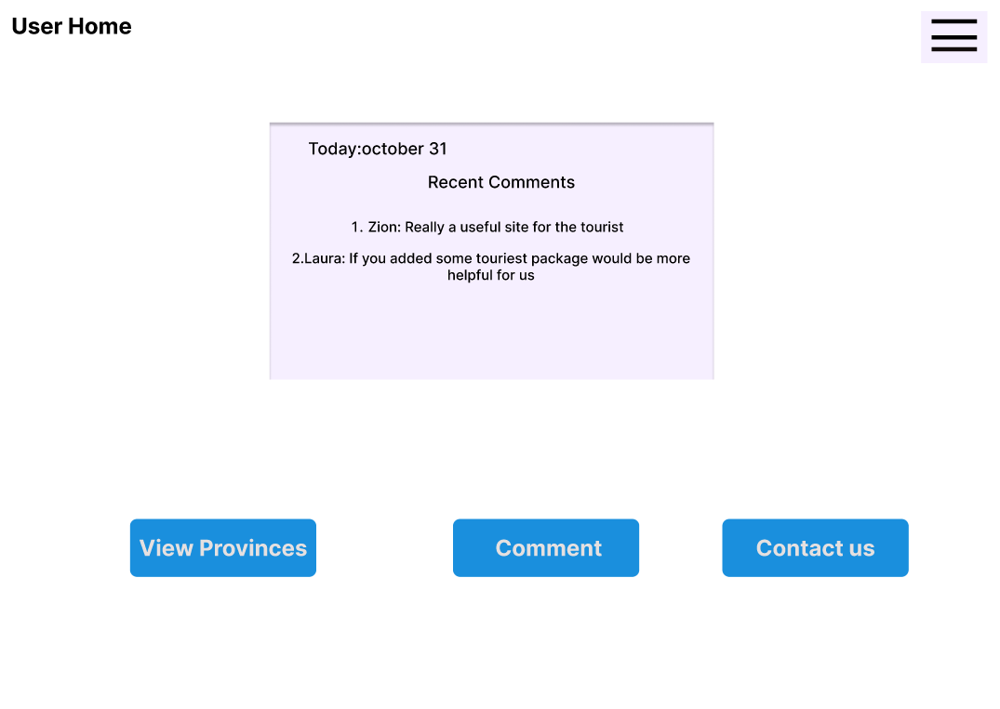 User Home
Today:october 31
Recent Comments
1. Zion: Really a useful site for the tourist
2.Laura: If you added some touriest package would be more
helpful for us
View Provinces
Comment
Contact us